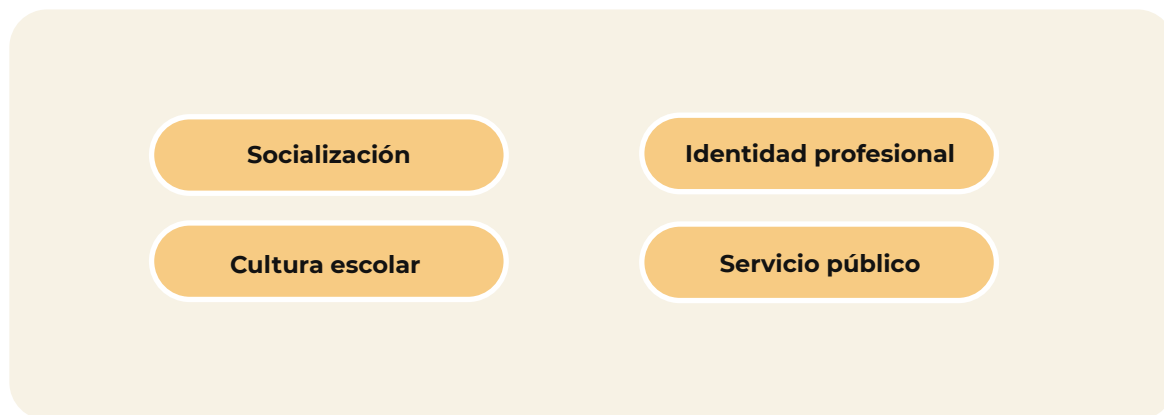 Socialización
Identidad profesional
Cultura escolar
Servicio público